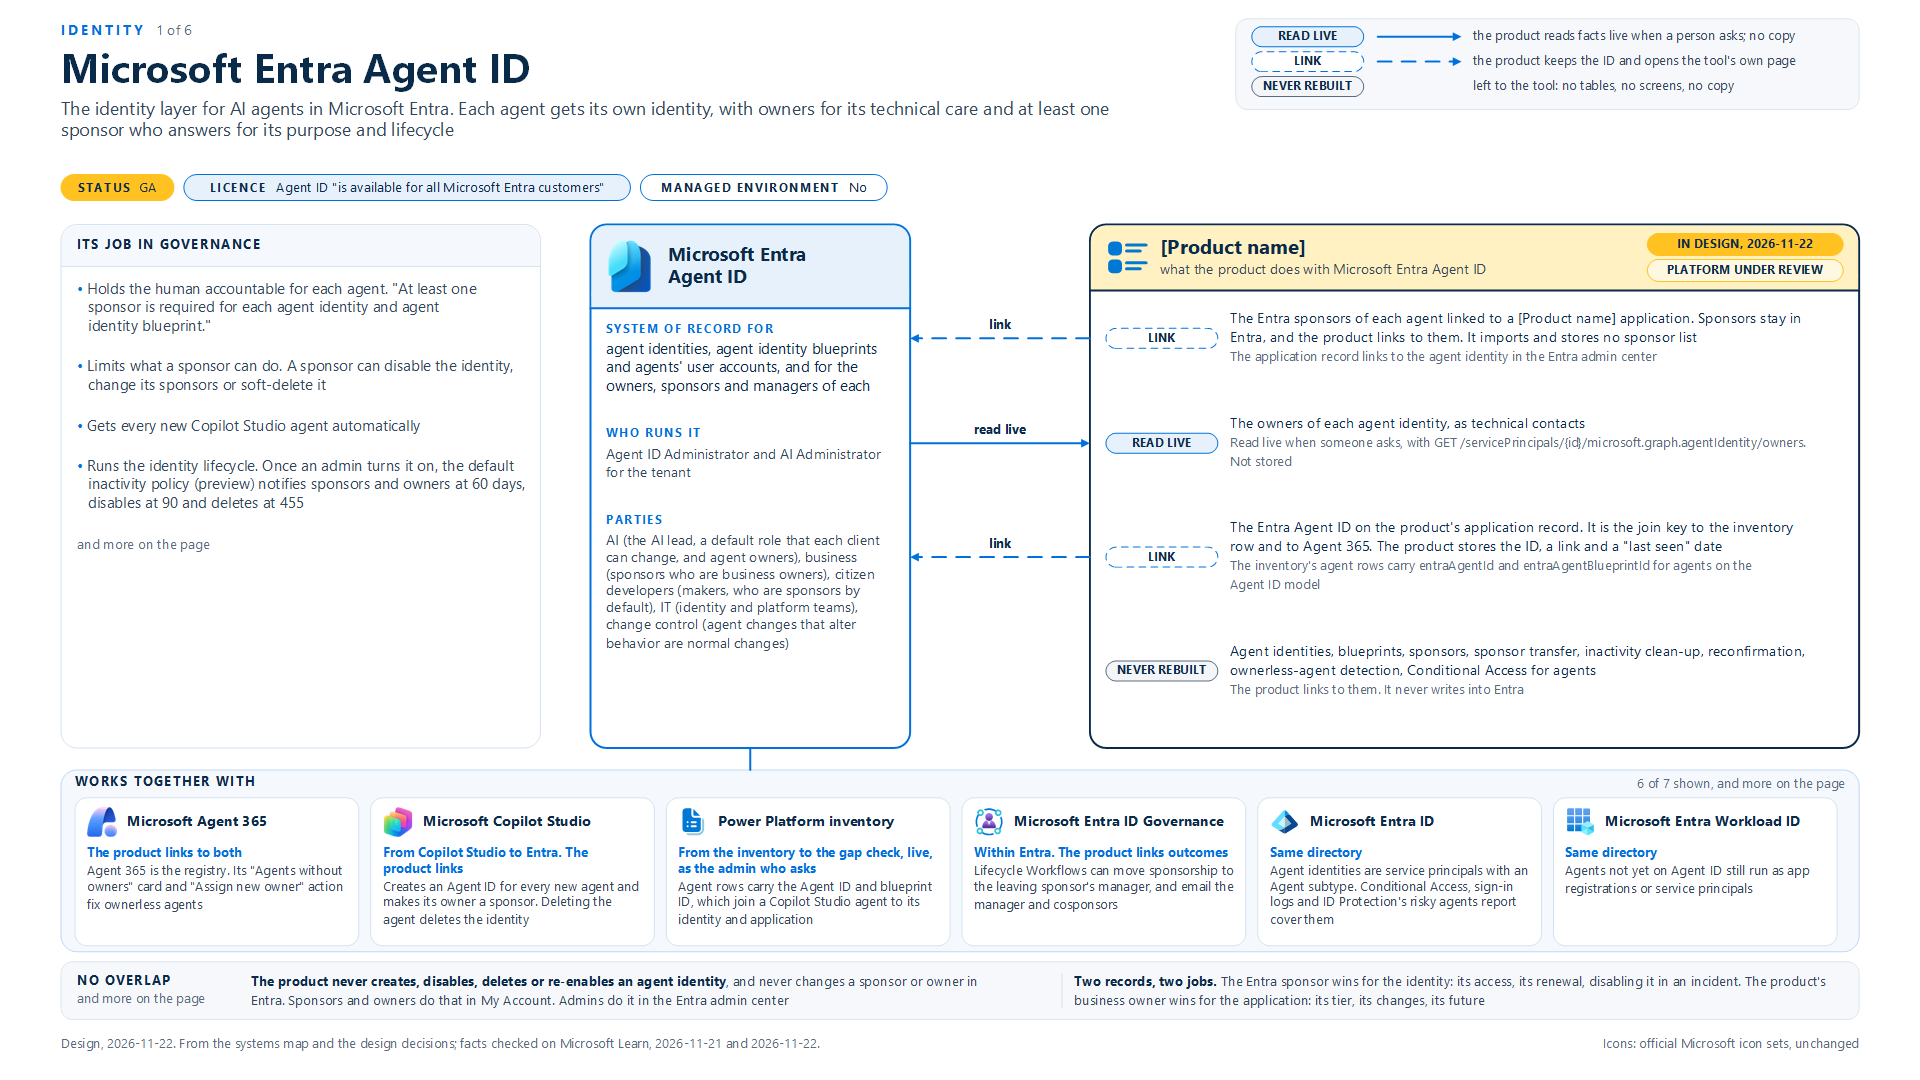 IDENTITY 1 of 6
Microsoft Entra Agent ID
The identity layer for AI agents in Microsoft Entra. Each agent gets its own identity, with owners for its technical care and at least one
sponsor who answers for its purpose and lifecycle
READ LIVE the product reads facts live when a person asks; no copy
LINK the product keeps the ID and opens the tool's own page
NEVER REBUILT left to the tool: no tables, no screens, no copy
STATUS GA
LICENCE Agent ID "is available for all Microsoft Entra customers"
MANAGED ENVIRONMENT No
ITS JOB IN GOVERNANCE
• Holds the human accountable for each agent. "At least one
sponsor is required for each agent identity and agent
identity blueprint."
• Limits what a sponsor can do. A sponsor can disable the identity,
change its sponsors or soft-delete it
• Gets every new Copilot Studio agent automatically
• Runs the identity lifecycle. Once an admin turns it on, the default
inactivity policy (preview) notifies sponsors and owners at 60 days,
disables at 90 and deletes at 455
and more on the page
Microsoft Entra
Agent ID
SYSTEM OF RECORD FOR
agent identities, agent identity blueprints
and agents' user accounts, and for the
owners, sponsors and managers of each
WHO RUNS IT
Agent ID Administrator and AI Administrator
for the tenant
PARTIES
AI (the AI lead, a default role that each client
can change, and agent owners), business
(sponsors who are business owners), citizen
developers (makers, who are sponsors by
default), IT (identity and platform teams),
change control (agent changes that alter
behavior are normal changes)
link
read live
link
[Product name]
what the product does with Microsoft Entra Agent ID
IN DESIGN, 2026-11-22
PLATFORM UNDER REVIEW
LINK
The Entra sponsors of each agent linked to a [Product name] application. Sponsors stay in
Entra, and the product links to them. It imports and stores no sponsor list
The application record links to the agent identity in the Entra admin center
READ LIVE
The owners of each agent identity, as technical contacts
Read live when someone asks, with GET /servicePrincipals/{id}/microsoft.graph.agentIdentity/owners.
Not stored
LINK
The Entra Agent ID on the product's application record. It is the join key to the inventory
row and to Agent 365. The product stores the ID, a link and a "last seen" date
The inventory's agent rows carry entraAgentId and entraAgentBlueprintId for agents on the
Agent ID model
NEVER REBUILT
Agent identities, blueprints, sponsors, sponsor transfer, inactivity clean-up, reconfirmation,
ownerless-agent detection, Conditional Access for agents
The product links to them. It never writes into Entra
WORKS TOGETHER WITH
6 of 7 shown, and more on the page
Microsoft Agent 365
The product links to both
Agent 365 is the registry. Its "Agents without
owners" card and "Assign new owner" action
fix ownerless agents
Microsoft Copilot Studio
From Copilot Studio to Entra. The
product links
Creates an Agent ID for every new agent and
makes its owner a sponsor. Deleting the
agent deletes the identity
Power Platform inventory
From the inventory to the gap check, live,
as the admin who asks
Agent rows carry the Agent ID and blueprint
ID, which join a Copilot Studio agent to its
identity and application
Microsoft Entra ID Governance
Within Entra. The product links outcomes
Lifecycle Workflows can move sponsorship to
the leaving sponsor's manager, and email the
manager and cosponsors
Microsoft Entra ID
Same directory
Agent identities are service principals with an
Agent subtype. Conditional Access, sign-in
logs and ID Protection's risky agents report
cover them
Microsoft Entra Workload ID
Same directory
Agents not yet on Agent ID still run as app
registrations or service principals
NO OVERLAP
and more on the page
The product never creates, disables, deletes or re-enables an agent identity, and never changes a sponsor or owner in
Entra. Sponsors and owners do that in My Account. Admins do it in the Entra admin center
Two records, two jobs. The Entra sponsor wins for the identity: its access, its renewal, disabling it in an incident. The product's
business owner wins for the application: its tier, its changes, its future
Design, 2026-11-22. From the systems map and the design decisions; facts checked on Microsoft Learn, 2026-11-21 and 2026-11-22.
Icons: official Microsoft icon sets, unchanged